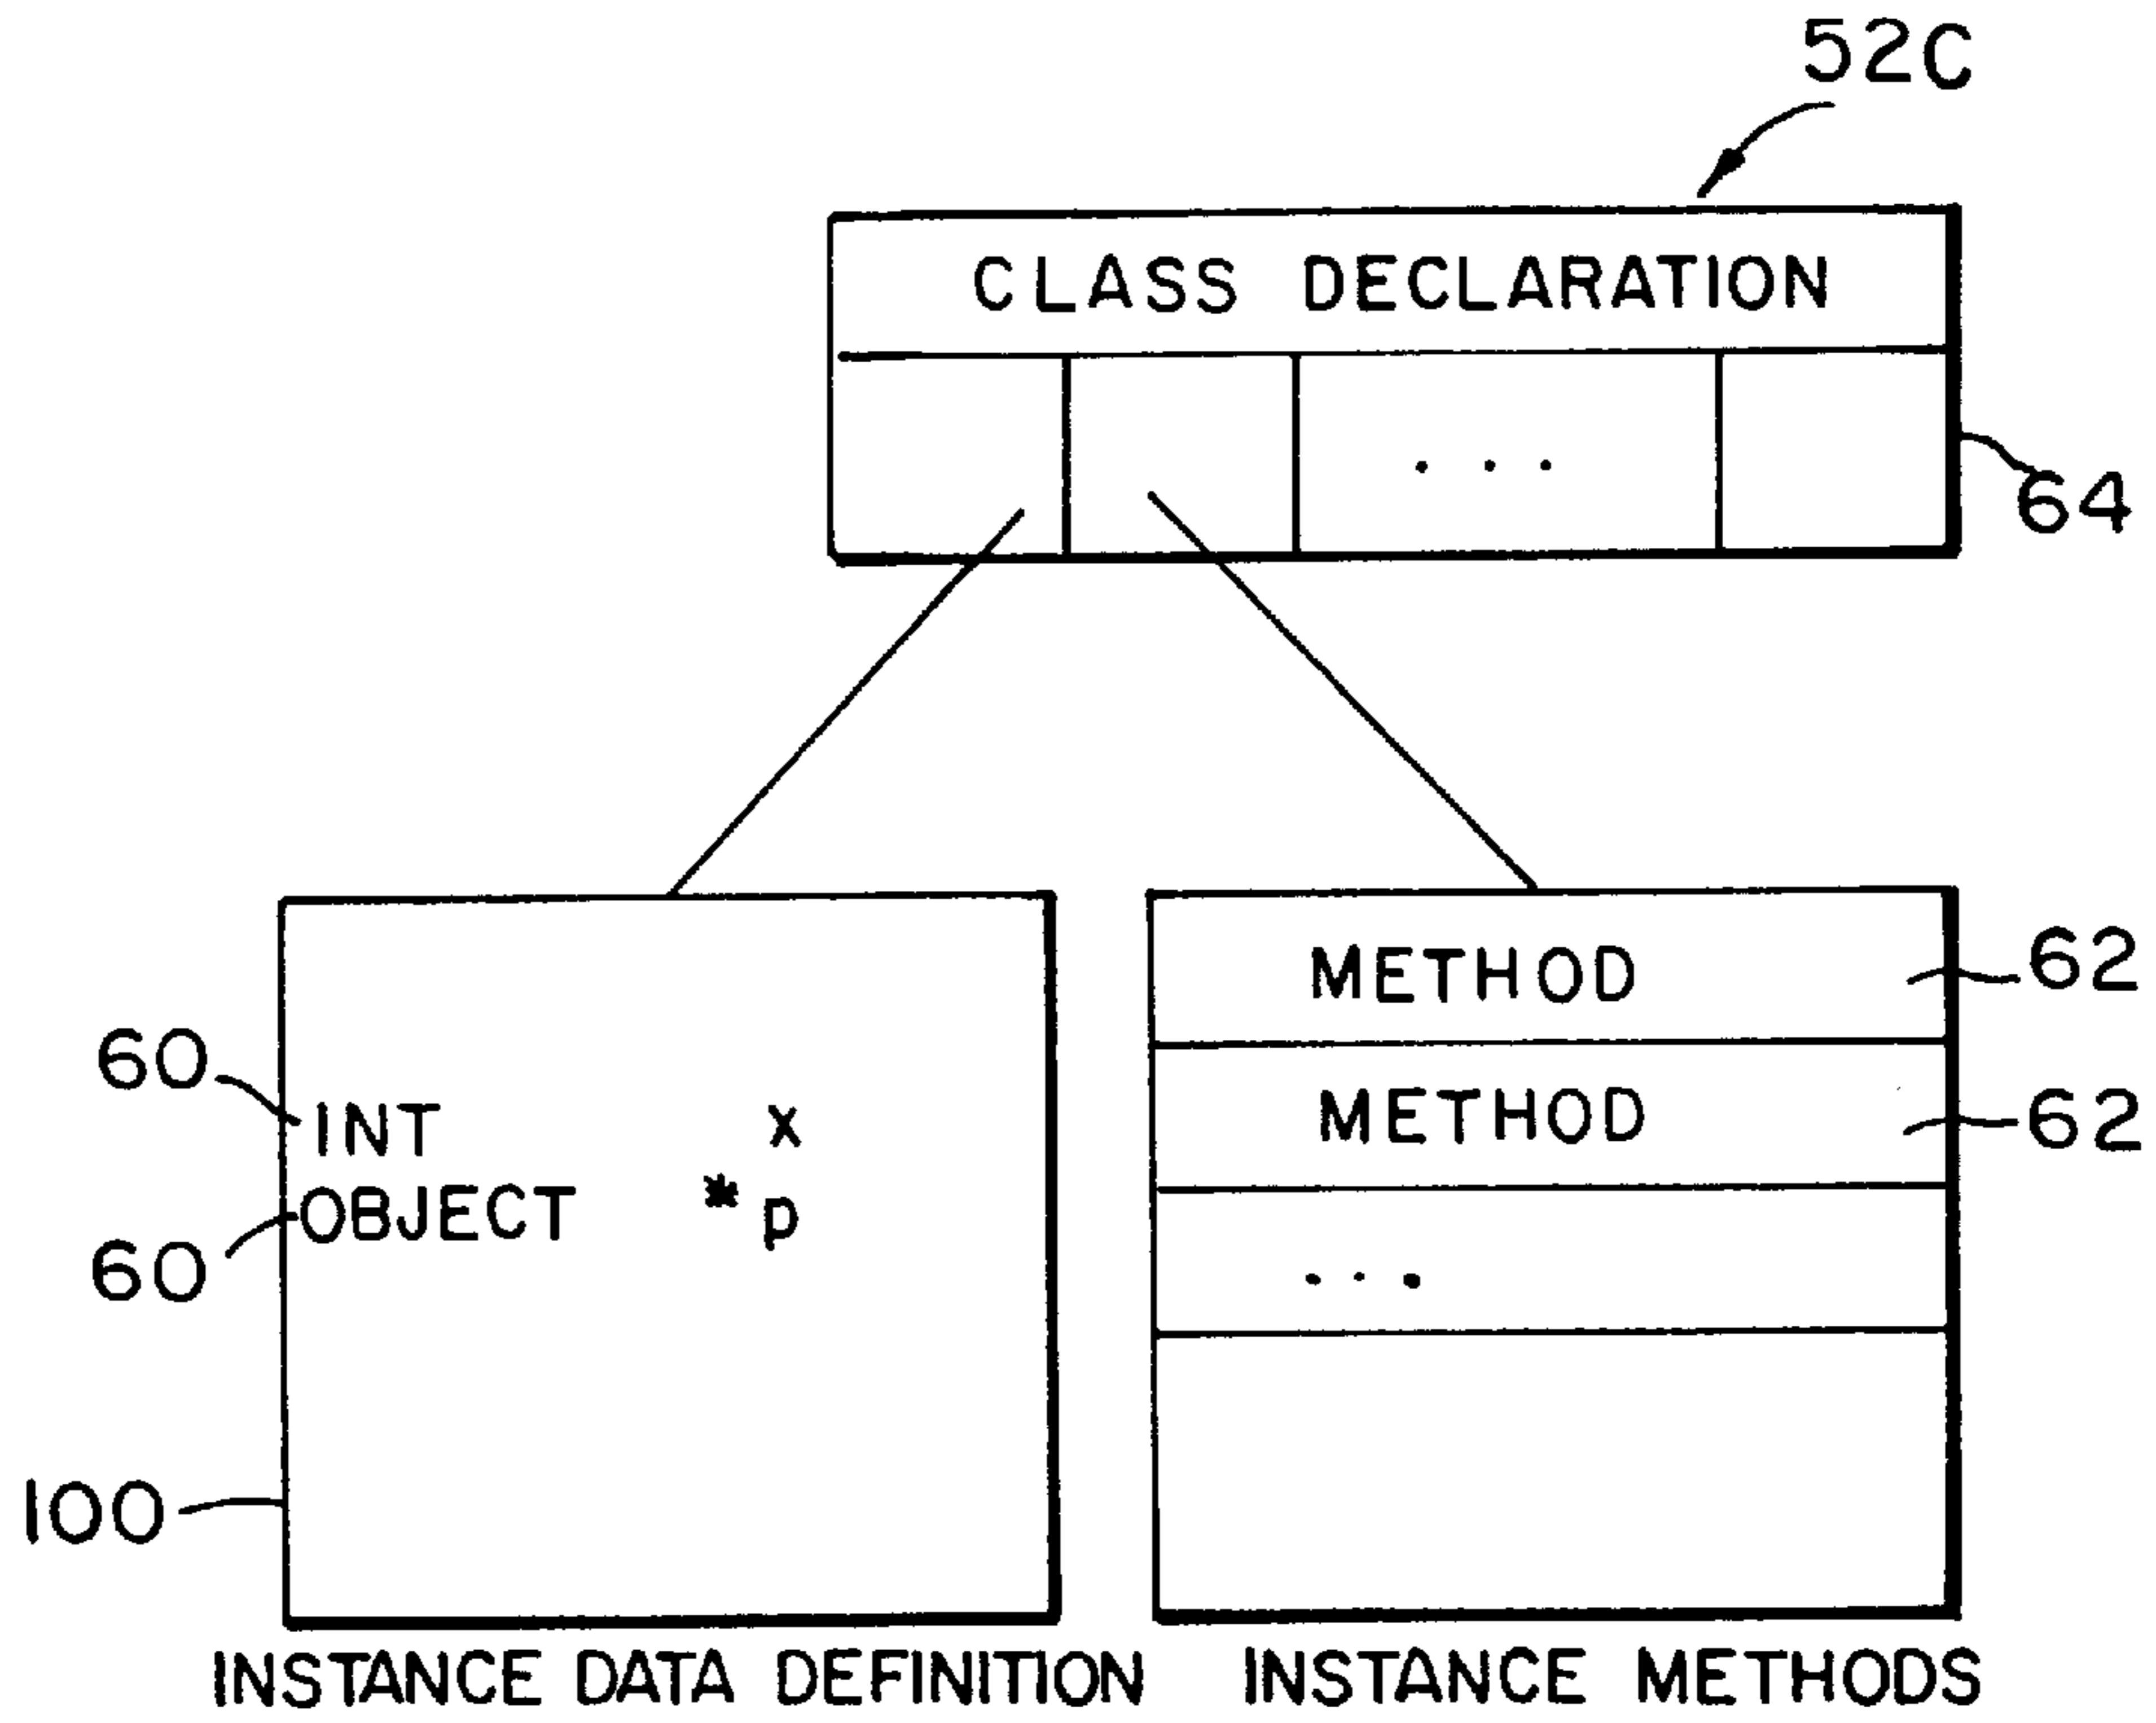 52C
CLASS DECLARATION
. . .
64
METHOD
62
60
INT x
METHOD
62
OBJECT * p
60
. . .
100
INSTANCE DATA DEFINITION
INSTANCE METHODS